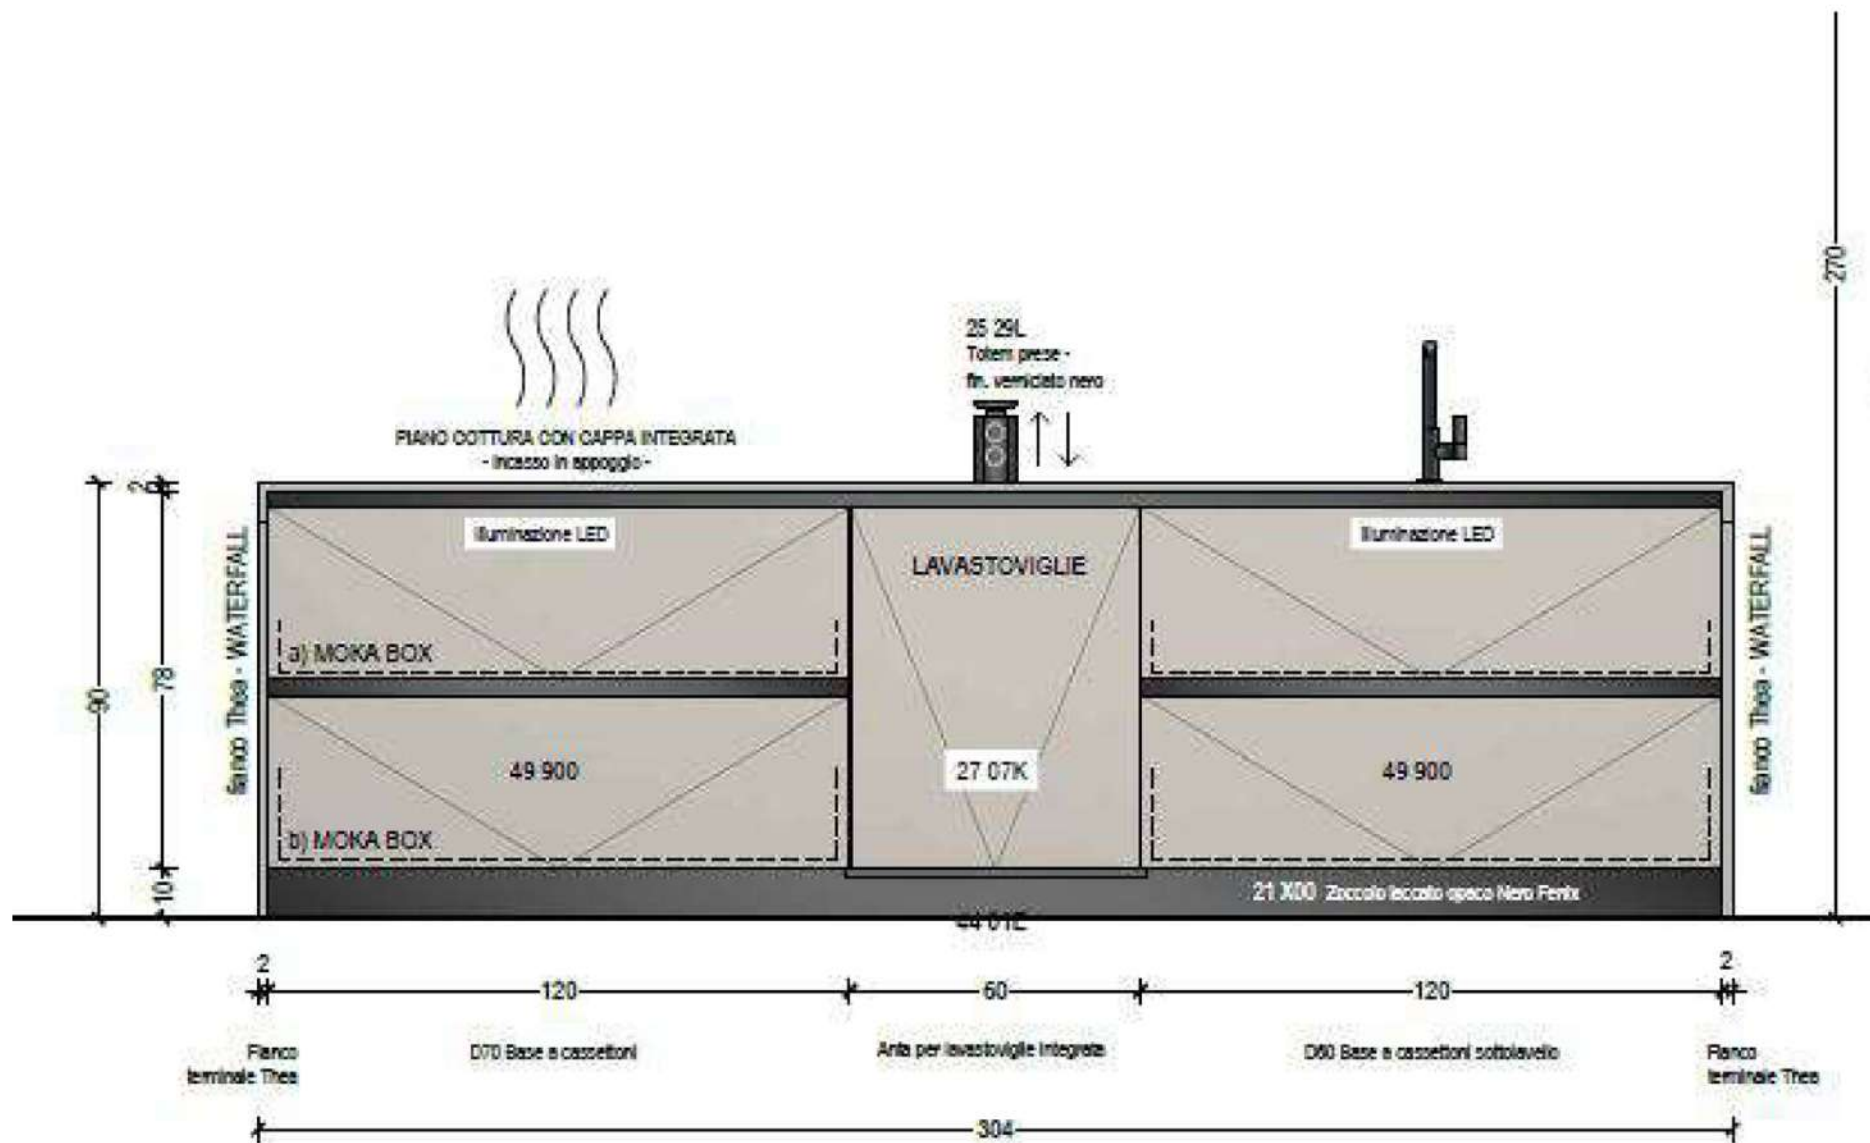 270
25 29L
Totem prese -
fin. verniciato nero
PIANO COTTURA CON CAPPA INTEGRATA
- incasso in appoggio -
2
Illuminazione LED
Illuminazione LED
LAVASTOVIGLIE
fianco Thea - WATERFALL
fianco Thea - WATERFALL
a) MOKA BOX
78
90
49 900
27 07K
49 900
b) MOKA BOX
10
21 X00 Zoccolo laccato opaco Nero Fenix
44 01E
2
2
120
60
120
Fianco
terminale Thea
D70 Base a cassettoni
Anta per lavastoviglie integrata
D60 Base a cassettoni sottolavello
Fianco
terminale Thea
304